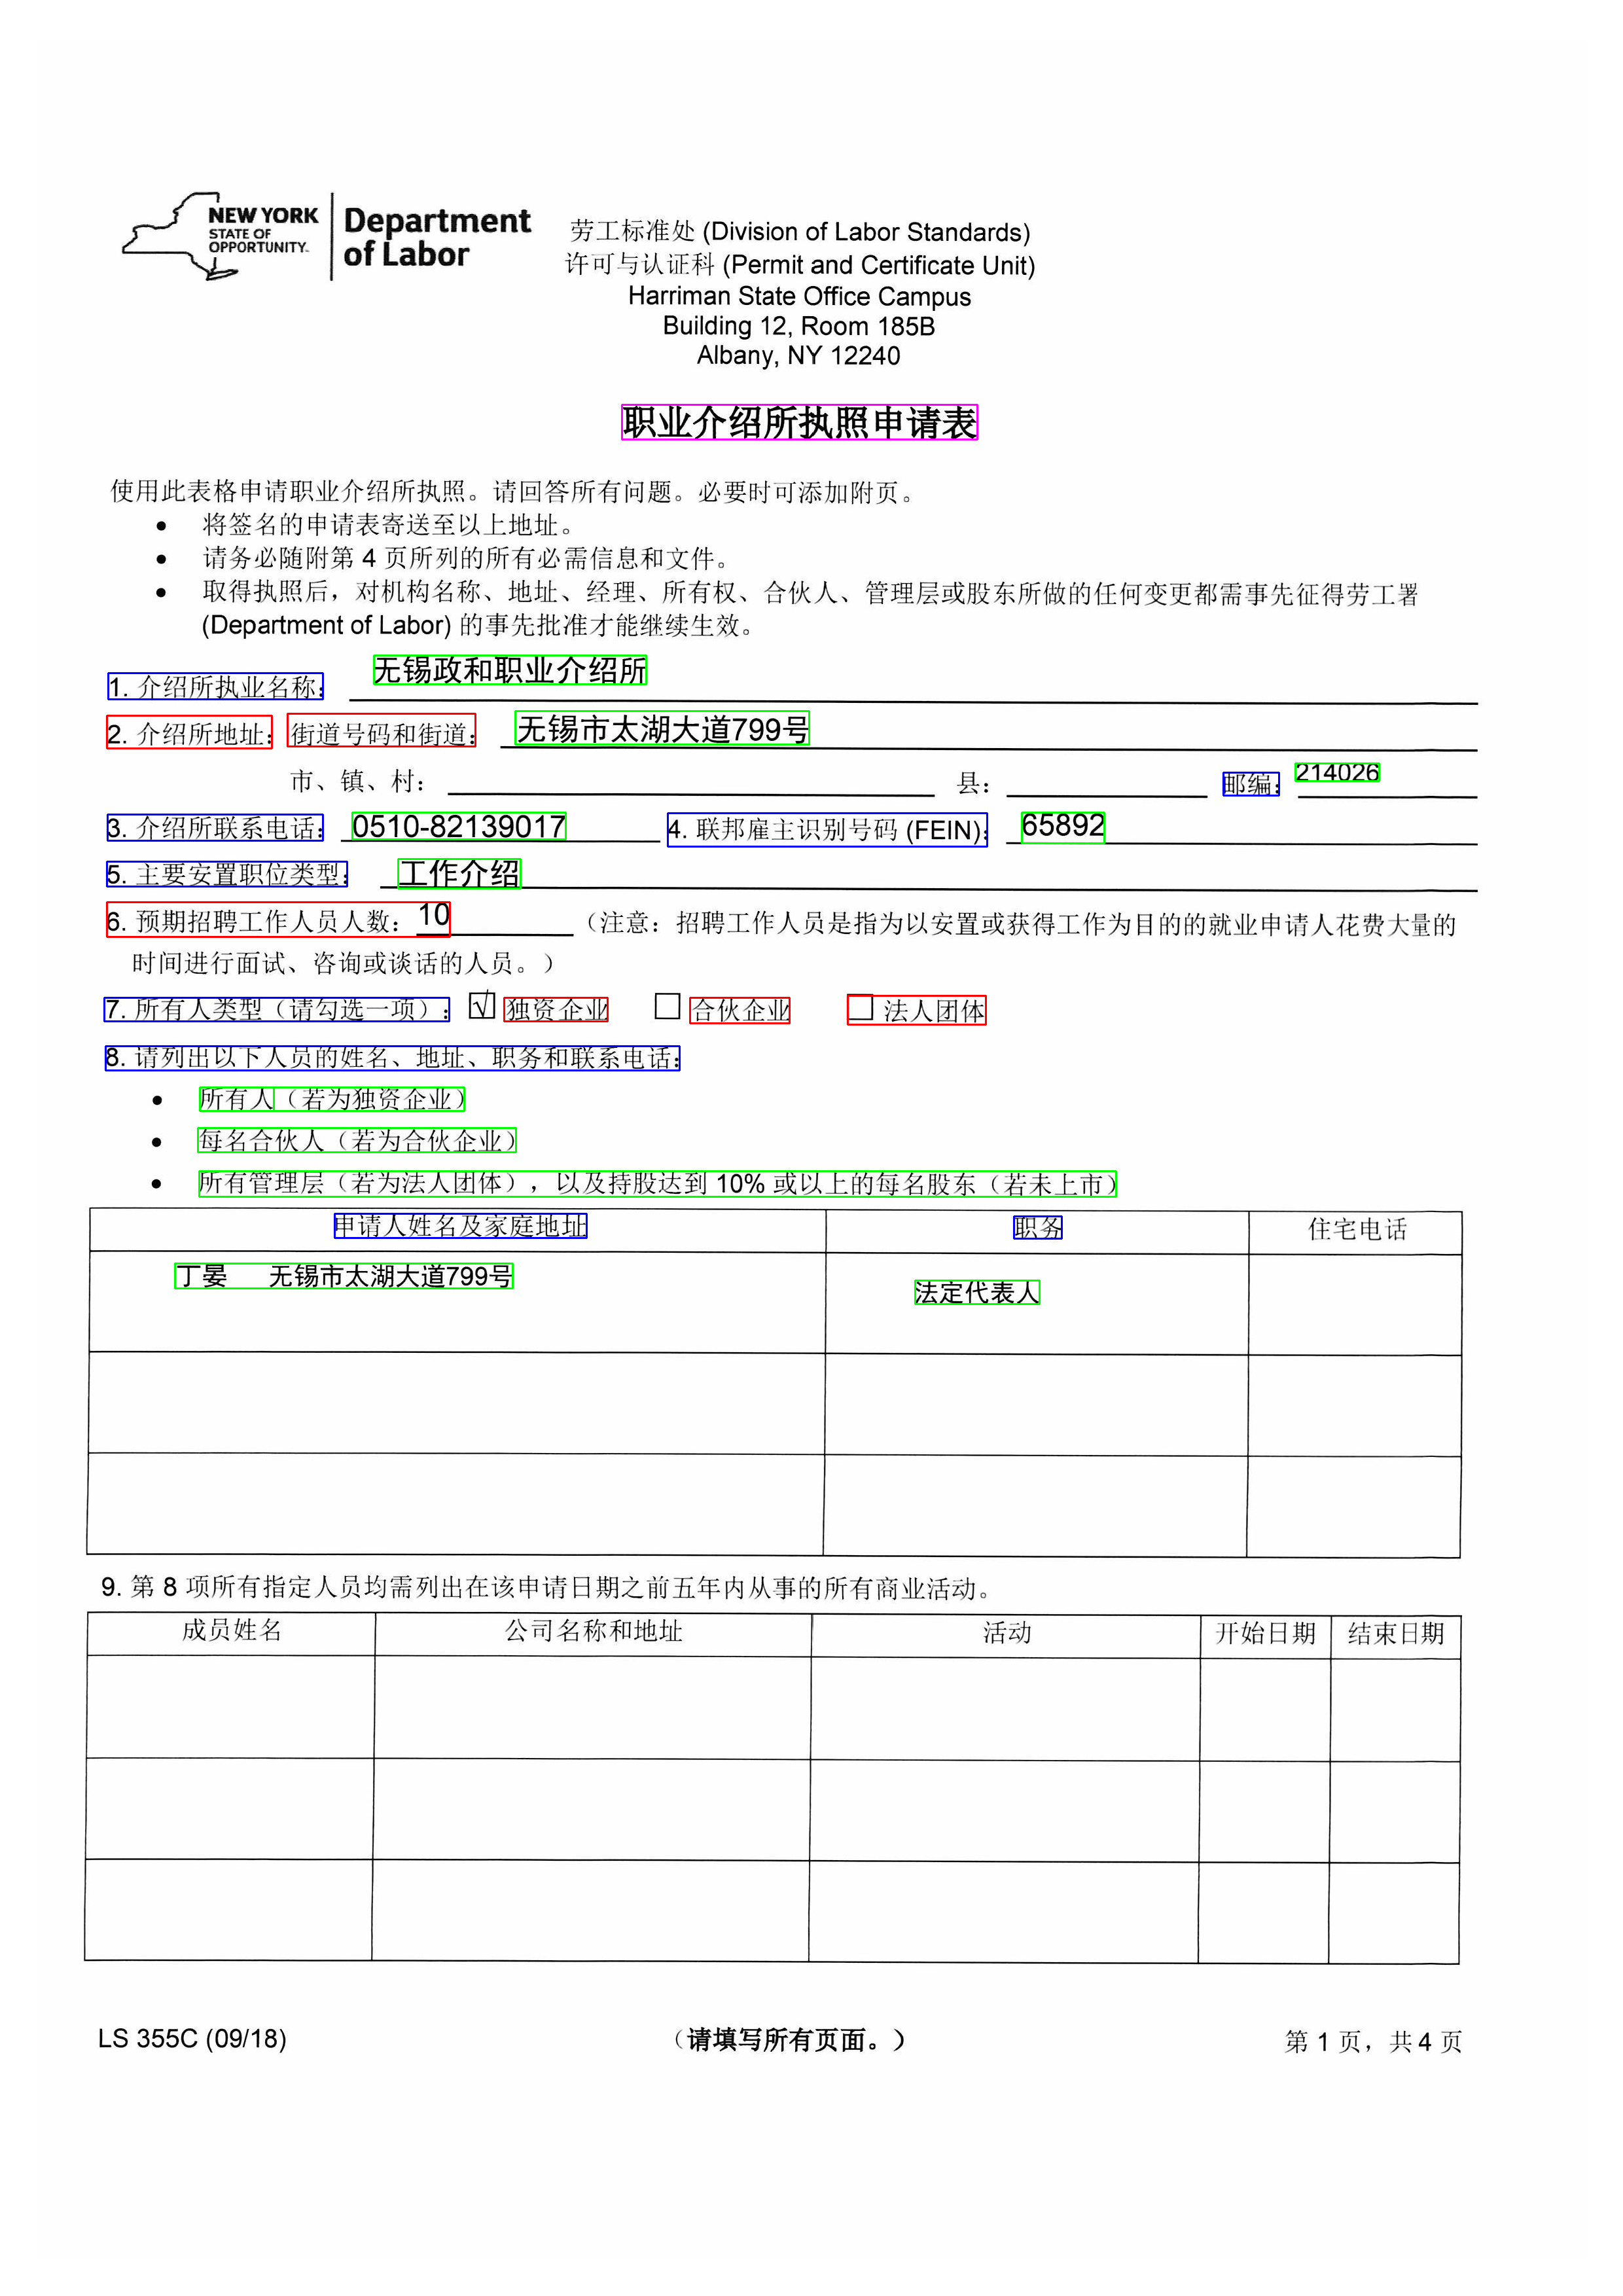 NEW YORK
STATE OF
OPPORTUNITY.
Department
of Labor
劳工标准处 (Division of Labor Standards)
许可与认证科 (Permit and Certificate Unit)
Harriman State Office Campus
Building 12, Room 185B
Albany, NY 12240
职业介绍所执照申请表
使用此表格申请职业介绍所执照。请回答所有问题。必要时可添加附页。
• 将签名的申请表寄送至以上地址。
• 请务必随附第 4 页所列的所有必需信息和文件。
• 取得执照后，对机构名称、地址、经理、所有权、合伙人、管理层或股东所做的任何变更都需事先征得劳工署
(Department of Labor) 的事先批准才能继续生效。
1. 介绍所执业名称： 无锡政和职业介绍所
2. 介绍所地址： 街道号码和街道： 无锡市太湖大道799号
市、镇、村： 县： 邮编： 214026
3. 介绍所联系电话： 0510-82139017 4. 联邦雇主识别号码 (FEIN)： 65892
5. 主要安置职位类型： 工作介绍
6. 预期招聘工作人员人数： 10 （注意：招聘工作人员是指为以安置或获得工作为目的的就业申请人花费大量的
时间进行面试、咨询或谈话的人员。）
7. 所有人类型（请勾选一项）： ☑ 独资企业 ☐ 合伙企业 ☐ 法人团体
8. 请列出以下人员的姓名、地址、职务和联系电话：
• 所有人（若为独资企业）
• 每名合伙人（若为合伙企业）
• 所有管理层（若为法人团体），以及持股达到 10% 或以上的每名股东（若未上市）
申请人姓名及家庭地址 职务 住宅电话
丁晏 无锡市太湖大道799号 法定代表人
9. 第 8 项所有指定人员均需列出在该申请日期之前五年内从事的所有商业活动。
成员姓名 公司名称和地址 活动 开始日期 结束日期
LS 355C (09/18) （请填写所有页面。） 第 1 页，共 4 页